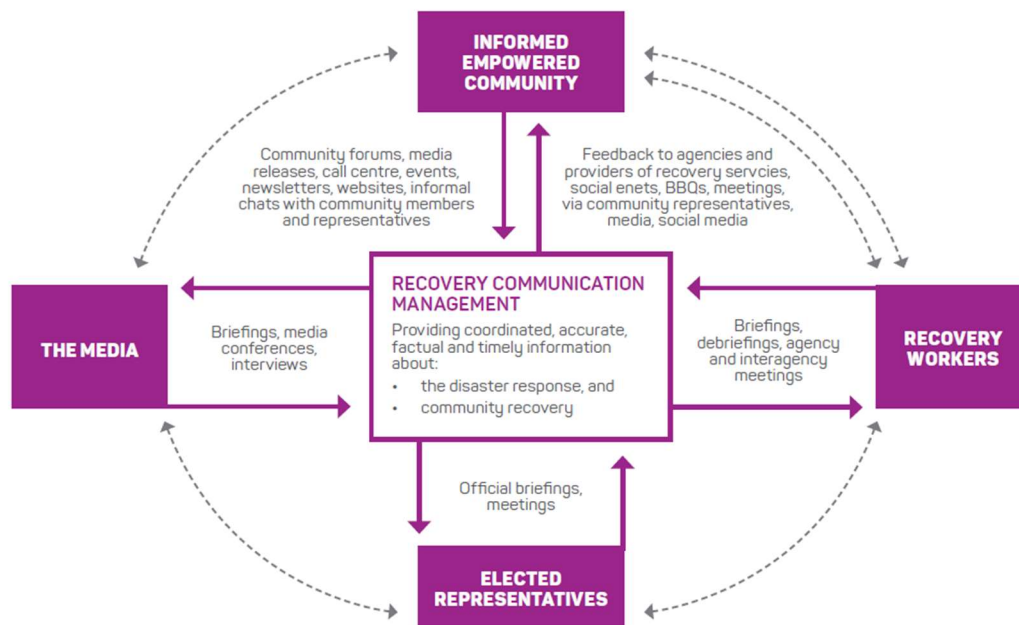 INFORMED
EMPOWERED
COMMUNITY
Community forums, media
releases, call centre, events,
newsletters, websites, informal
chats with community members
and representatives
Feedback to agencies and
providers of recovery servcies,
social enets, BBQs, meetings,
via community representatives,
media, social media
THE MEDIA
Briefings, media
conferences,
interviews
RECOVERY COMMUNICATION
MANAGEMENT
Providing coordinated, accurate,
factual and timely information
about:
• the disaster response, and
• community recovery
Briefings,
debriefings, agency
and interagency
meetings
RECOVERY
WORKERS
Official briefings,
meetings
ELECTED
REPRESENTATIVES